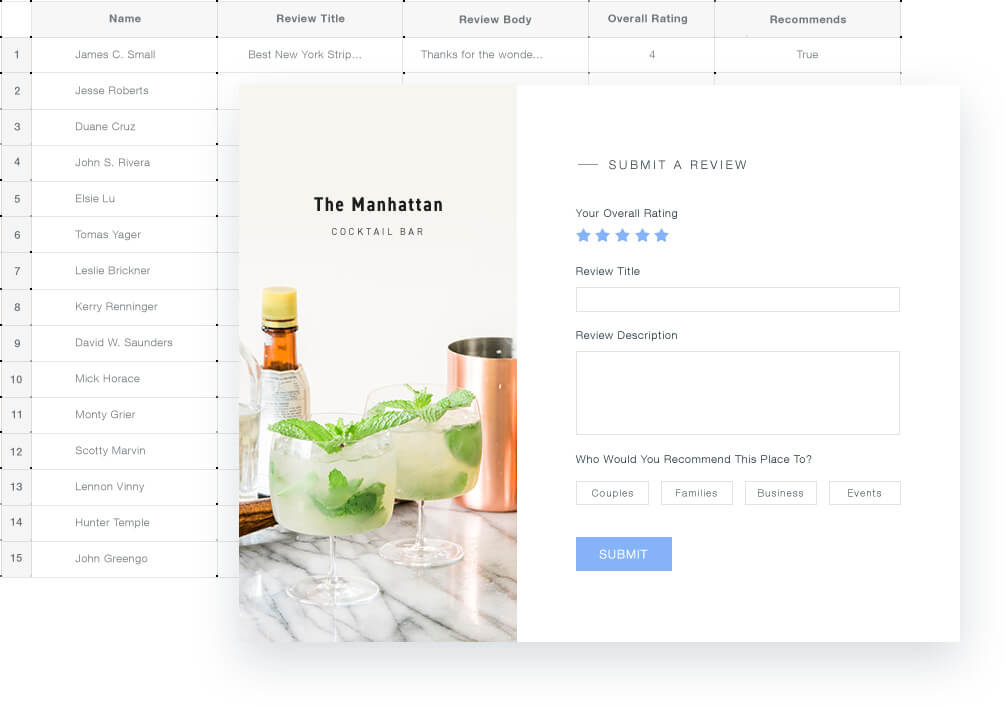 Name Review Title Review Body Overall Rating Recommends
1 James C. Small Best New York Strip... Thanks for the wonde... 4 True
2 Jesse Roberts
3 Duane Cruz
4 John S. Rivera
5 Elsie Lu
6 Tomas Yager
7 Leslie Brickner
8 Kerry Renninger
9 David W. Saunders
10 Mick Horace
11 Monty Grier
12 Scotty Marvin
13 Lennon Vinny
14 Hunter Temple
15 John Greengo
The Manhattan
COCKTAIL BAR
SUBMIT A REVIEW
Your Overall Rating
Review Title
Review Description
Who Would You Recommend This Place To?
Couples Families Business Events
SUBMIT